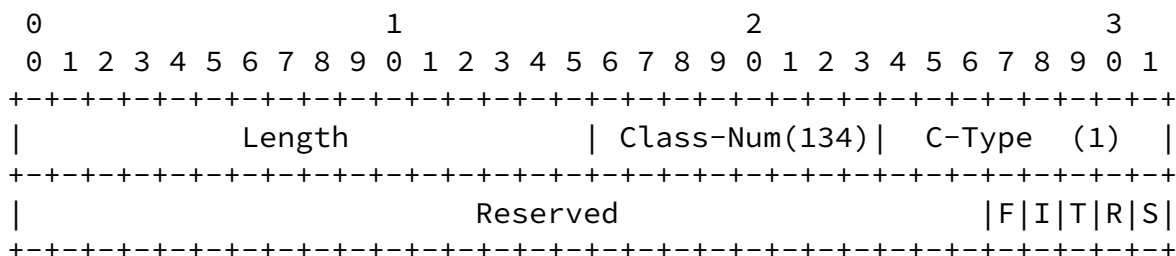 0                   1                   2                   3
 0 1 2 3 4 5 6 7 8 9 0 1 2 3 4 5 6 7 8 9 0 1 2 3 4 5 6 7 8 9 0 1
+-+-+-+-+-+-+-+-+-+-+-+-+-+-+-+-+-+-+-+-+-+-+-+-+-+-+-+-+-+-+-+-+
|            Length             | Class-Num(134)|  C-Type  (1)  |
+-+-+-+-+-+-+-+-+-+-+-+-+-+-+-+-+-+-+-+-+-+-+-+-+-+-+-+-+-+-+-+-+
|                         Reserved                    |F|I|T|R|S|
+-+-+-+-+-+-+-+-+-+-+-+-+-+-+-+-+-+-+-+-+-+-+-+-+-+-+-+-+-+-+-+-+